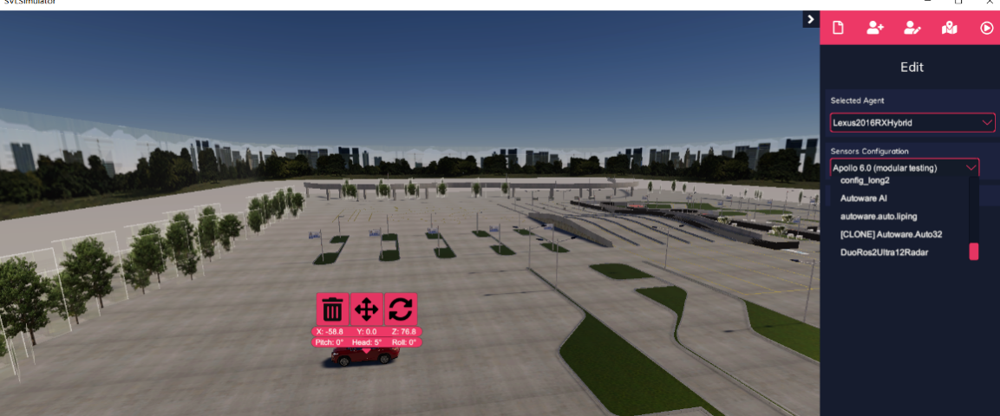 SVLSimulator
Edit
Selected Agent
Lexus2016RXHybrid
Sensors Configuration
Apollo 6.0 (modular testing)
config_long2
Autoware AI
autoware.auto.liping
[CLONE] Autoware.Auto32
DuoRos2Ultra12Radar
X: -58.8 Y: 0.0 Z: 76.8
Pitch: 0° Head: 5° Roll: 0°